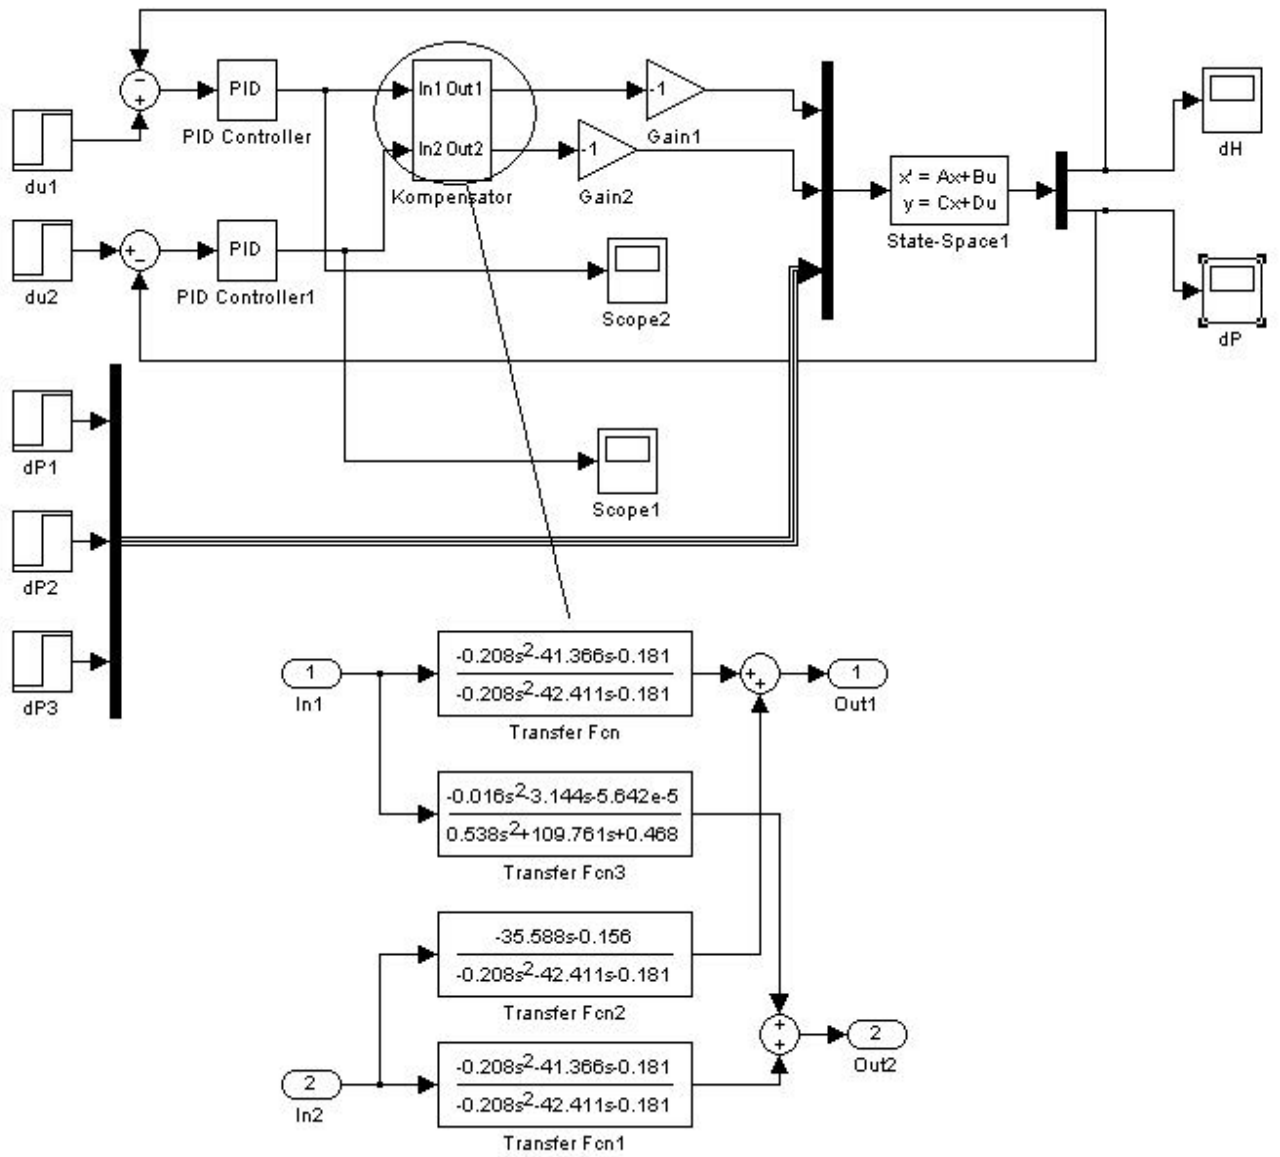 −
+
PID
PID Controller
du1
In1 Out1
In2 Out2
Kompensator
-1
Gain1
-1
Gain2
x' = Ax+Bu
y = Cx+Du
State-Space1
dH
+
−
PID
PID Controller1
du2
Scope2
dP
dP1
Scope1
dP2
dP3
1
In1
-0.208s²-41.366s-0.181
-0.208s²-42.411s-0.181
Transfer Fcn
+
+
1
Out1
-0.016s²-3.144s-5.642e-5
0.538s²+109.761s+0.468
Transfer Fcn3
-35.588s-0.156
-0.208s²-42.411s-0.181
Transfer Fcn2
+
+
2
Out2
2
In2
-0.208s²-41.366s-0.181
-0.208s²-42.411s-0.181
Transfer Fcn1